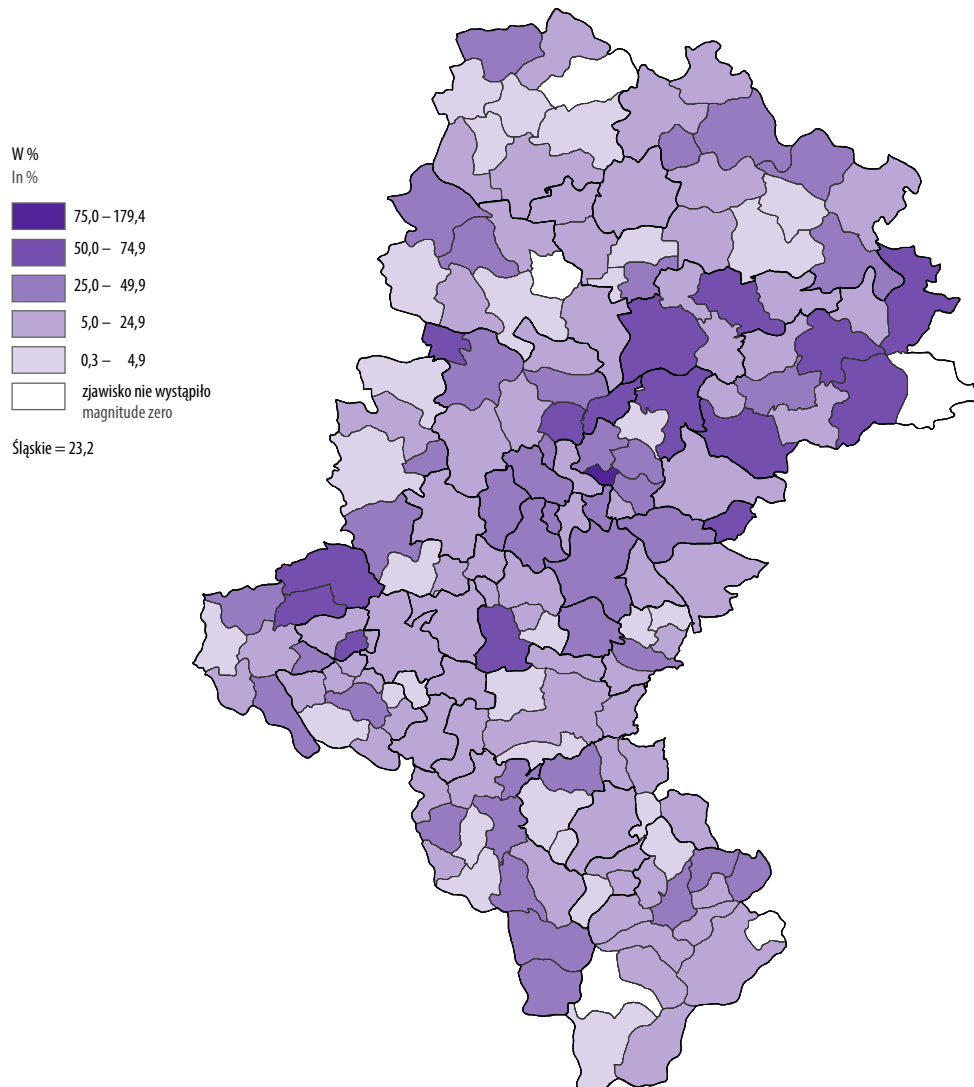 W %
In %
75,0 – 179,4
50,0 – 74,9
25,0 – 49,9
5,0 – 24,9
0,3 – 4,9
zjawisko nie wystąpiło
magnitude zero
Śląskie = 23,2